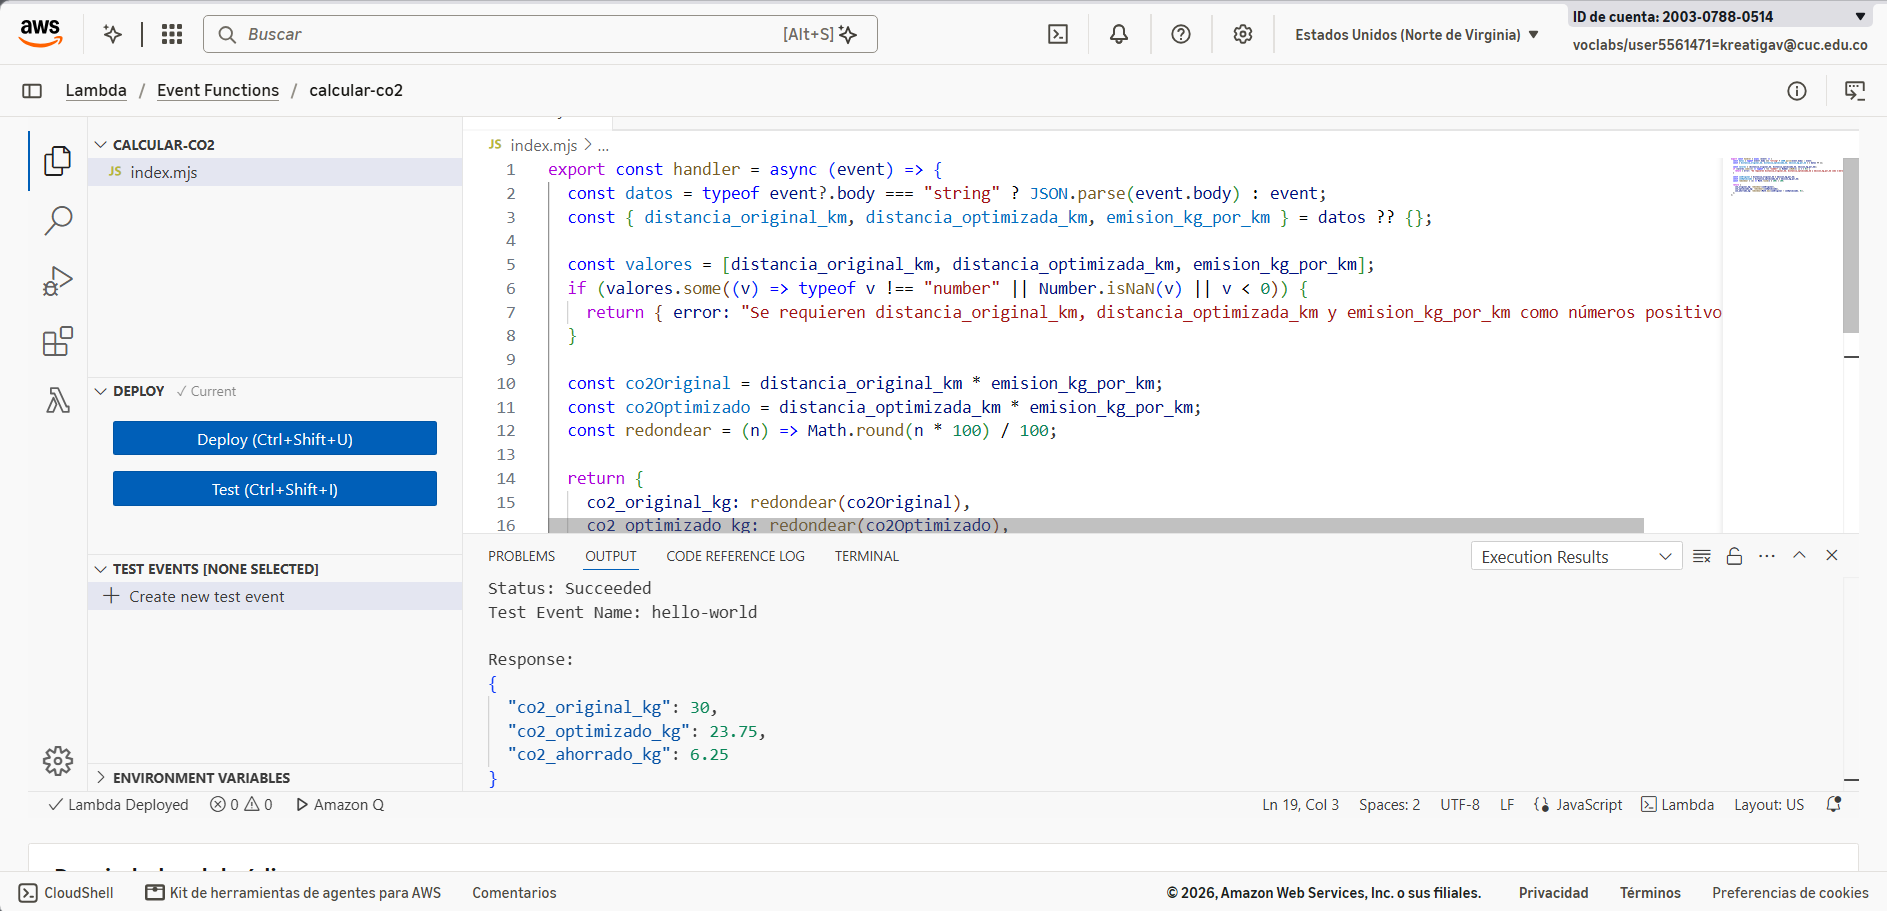 aws
Buscar
[Alt+S]
Estados Unidos (Norte de Virginia)
ID de cuenta: 2003-0788-0514
voclabs/user5561471=kreatigav@cuc.edu.co
Lambda / Event Functions / calcular-co2
CALCULAR-CO2
JS index.mjs
DEPLOY ✓ Current
Deploy (Ctrl+Shift+U)
Test (Ctrl+Shift+I)
TEST EVENTS [NONE SELECTED]
Create new test event
ENVIRONMENT VARIABLES
JS index.mjs > ...
1 export const handler = async (event) => {
2 const datos = typeof event?.body === "string" ? JSON.parse(event.body) : event;
3 const { distancia_original_km, distancia_optimizada_km, emision_kg_por_km } = datos ?? {};
4
5 const valores = [distancia_original_km, distancia_optimizada_km, emision_kg_por_km];
6 if (valores.some((v) => typeof v !== "number" || Number.isNaN(v) || v < 0)) {
7 return { error: "Se requieren distancia_original_km, distancia_optimizada_km y emision_kg_por_km como números positivo
8 }
9
10 const co2Original = distancia_original_km * emision_kg_por_km;
11 const co2Optimizado = distancia_optimizada_km * emision_kg_por_km;
12 const redondear = (n) => Math.round(n * 100) / 100;
13
14 return {
15 co2_original_kg: redondear(co2Original),
16 co2_optimizado_kg: redondear(co2Optimizado),
PROBLEMS OUTPUT CODE REFERENCE LOG TERMINAL
Execution Results
Status: Succeeded
Test Event Name: hello-world
Response:
{
"co2_original_kg": 30,
"co2_optimizado_kg": 23.75,
"co2_ahorrado_kg": 6.25
}
Lambda Deployed 0 0 Amazon Q
Ln 19, Col 3 Spaces: 2 UTF-8 LF JavaScript Lambda Layout: US
CloudShell Kit de herramientas de agentes para AWS Comentarios
© 2026, Amazon Web Services, Inc. o sus filiales. Privacidad Términos Preferencias de cookies